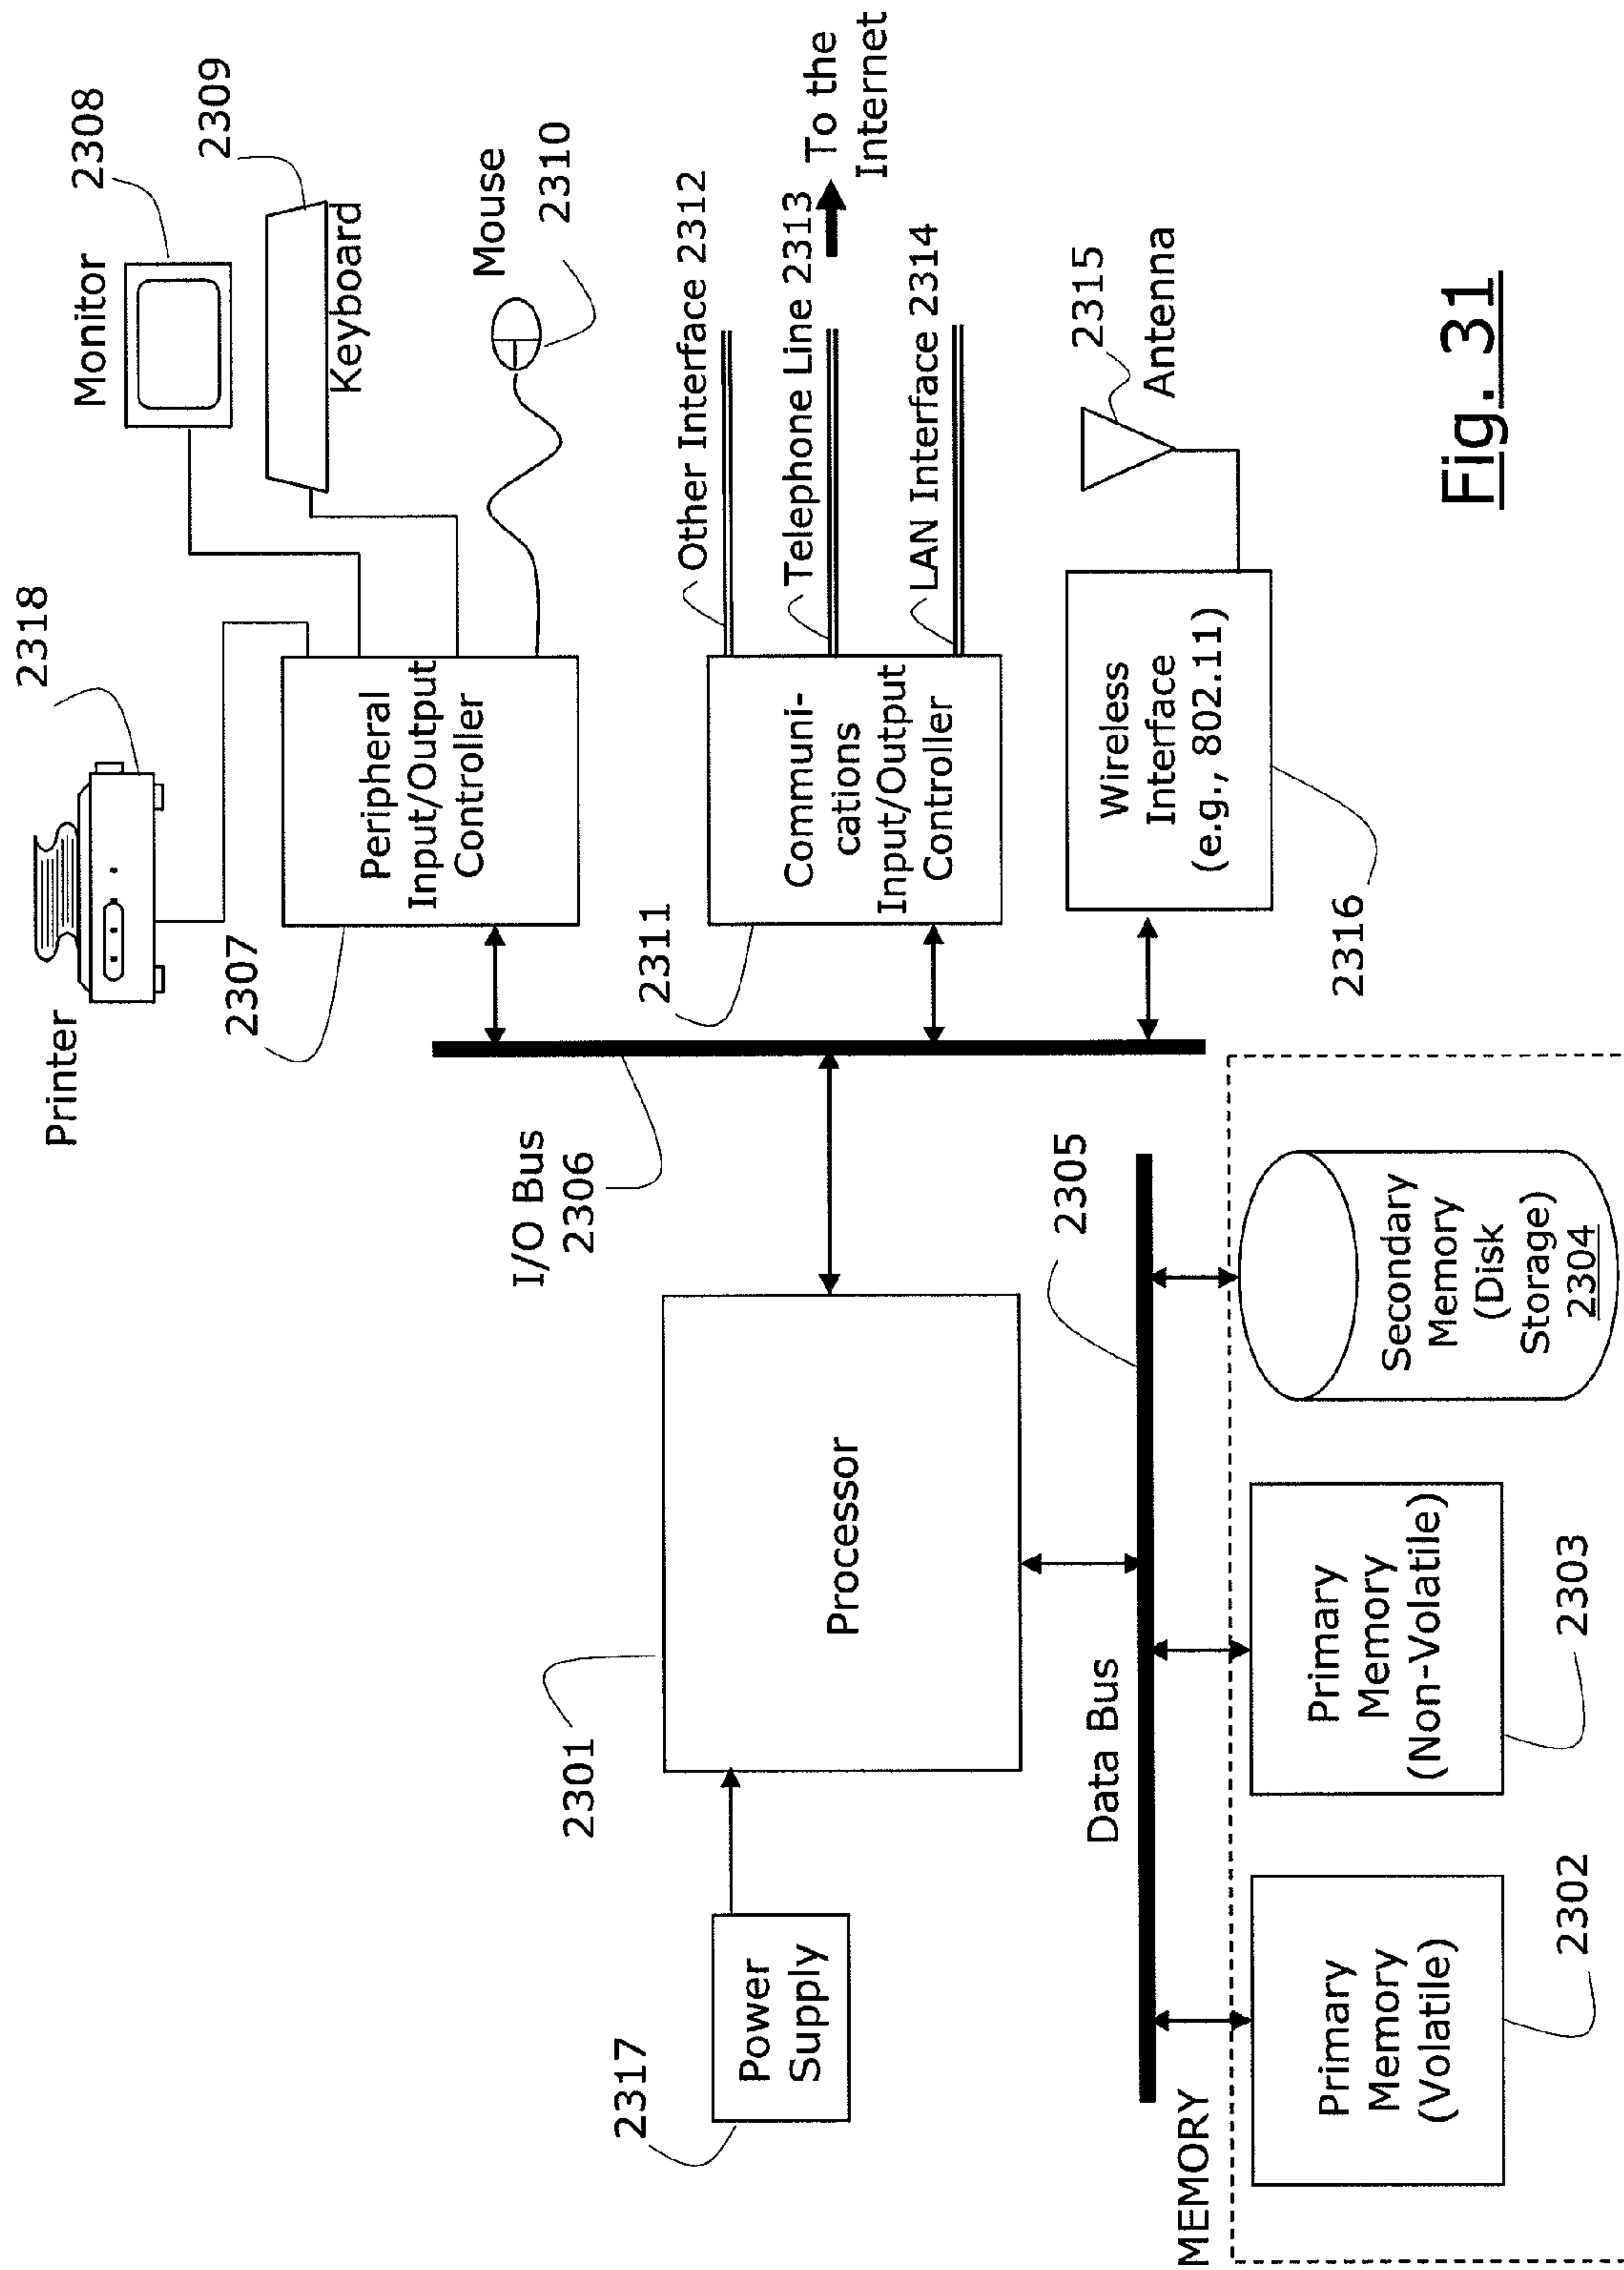 Printer
2318
Monitor
2308
2309
Keyboard
Mouse
2310
2307
Peripheral
Input/Output
Controller
I/O Bus
2306
2311
Communi-
cations
Input/Output
Controller
Other Interface 2312
Telephone Line 2313
To the
Internet
LAN Interface 2314
2315
Antenna
Wireless
Interface
(e.g., 802.11)
2316
2317
Power
Supply
2301
Processor
Data Bus
2305
MEMORY
Primary
Memory
(Volatile)
2302
Primary
Memory
(Non-Volatile)
2303
Secondary
Memory
(Disk
Storage)
2304
Fig. 31